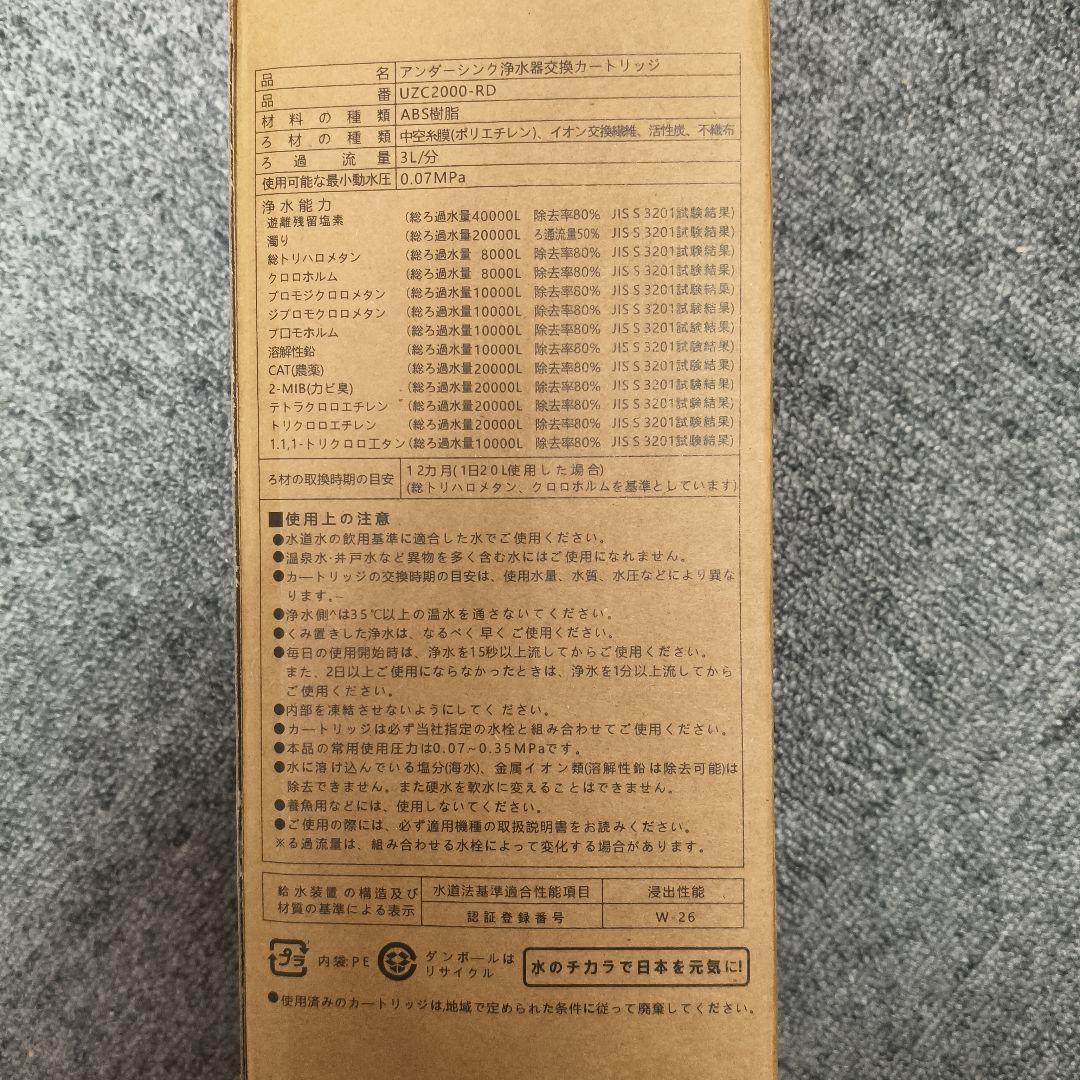 品名 アンダーシンク浄水器交換カートリッジ
品番 UZC2000-RD
材料の種類 ABS樹脂
ろ材の種類 中空糸膜(ポリエチレン)、イオン交換繊維、活性炭、不織布
ろ過流量 3L/分
使用可能な最小動水圧 0.07MPa
浄水能力
遊離残留塩素 (総ろ過水量40000L 除去率80% JIS S 3201試験結果)
濁り (総ろ過水量20000L ろ通流量50% JIS S 3201試験結果)
総トリハロメタン (総ろ過水量 8000L 除去率80% JIS S 3201試験結果)
クロロホルム (総ろ過水量 8000L 除去率80% JIS S 3201試験結果)
ブロモジクロロメタン (総ろ過水量10000L 除去率80% JIS S 3201試験結果)
ジブロモクロロメタン (総ろ過水量10000L 除去率80% JIS S 3201試験結果)
ブロモホルム (総ろ過水量10000L 除去率80% JIS S 3201試験結果)
溶解性鉛 (総ろ過水量10000L 除去率80% JIS S 3201試験結果)
CAT(農薬) (総ろ過水量20000L 除去率80% JIS S 3201試験結果)
2-MIB(カビ臭) (総ろ過水量20000L 除去率80% JIS S 3201試験結果)
テトラクロロエチレン (総ろ過水量20000L 除去率80% JIS S 3201試験結果)
トリクロロエチレン (総ろ過水量20000L 除去率80% JIS S 3201試験結果)
1.1,1-トリクロロエタン (総ろ過水量10000L 除去率80% JIS S 3201試験結果)
ろ材の取換時期の目安 12カ月(1日20L使用した場合)
(総トリハロメタン、クロロホルムを基準としています)
■使用上の注意
●水道水の飲用基準に適合した水でご使用ください。
●温泉水·井戸水など異物を多く含む水にはご使用になれません。
●カートリッジの交換時期の目安は、使用水量、水質、水圧などにより異な
ります。
●浄水側^は35℃以上の温水を通さないてください。
●くみ置きした浄水は、なるべく早くご使用ください。
●毎日の使用開始時は、浄水を15秒以上流してからご使用ください。
また、2日以上ご使用にならなかったときは、浄水を1分以上流してから
ご使用ください。
●内部を凍結させないようにしてください。
●カートリッジは必ず当社指定の水栓と組み合わせてご使用ください。
●本品の常用使用圧力は0.07~0.35MPaです。
●水に溶け込んでいる塩分(海水)、金属イオン類(溶解性鉛は除去可能)は
除去できません。また硬水を軟水に変えることはできません。
●養魚用などには、使用しないてください。
●ご使用の際には、必ず適用機種の取扱説明書をお読みください。
※る過流量は、組み合わせる水栓によって変化する場合があります。
給水装置の構造及び 水道法基準適合性能項目 浸出性能
材質の基準による表示 認証登録番号 W-26
プラ 内袋:PE ダンボールは
リサイクル
水のチカラで日本を元気に!
●使用済みのカートリッジは,地域で定められた条件に従って廃棄してください。